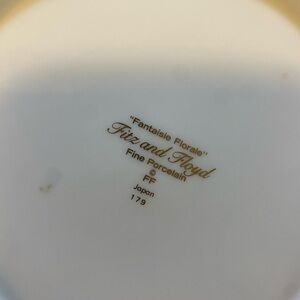 "Fantaisie Florale"
Fitz and Floyd
Fine Porcelain
©
FF
Japan
179